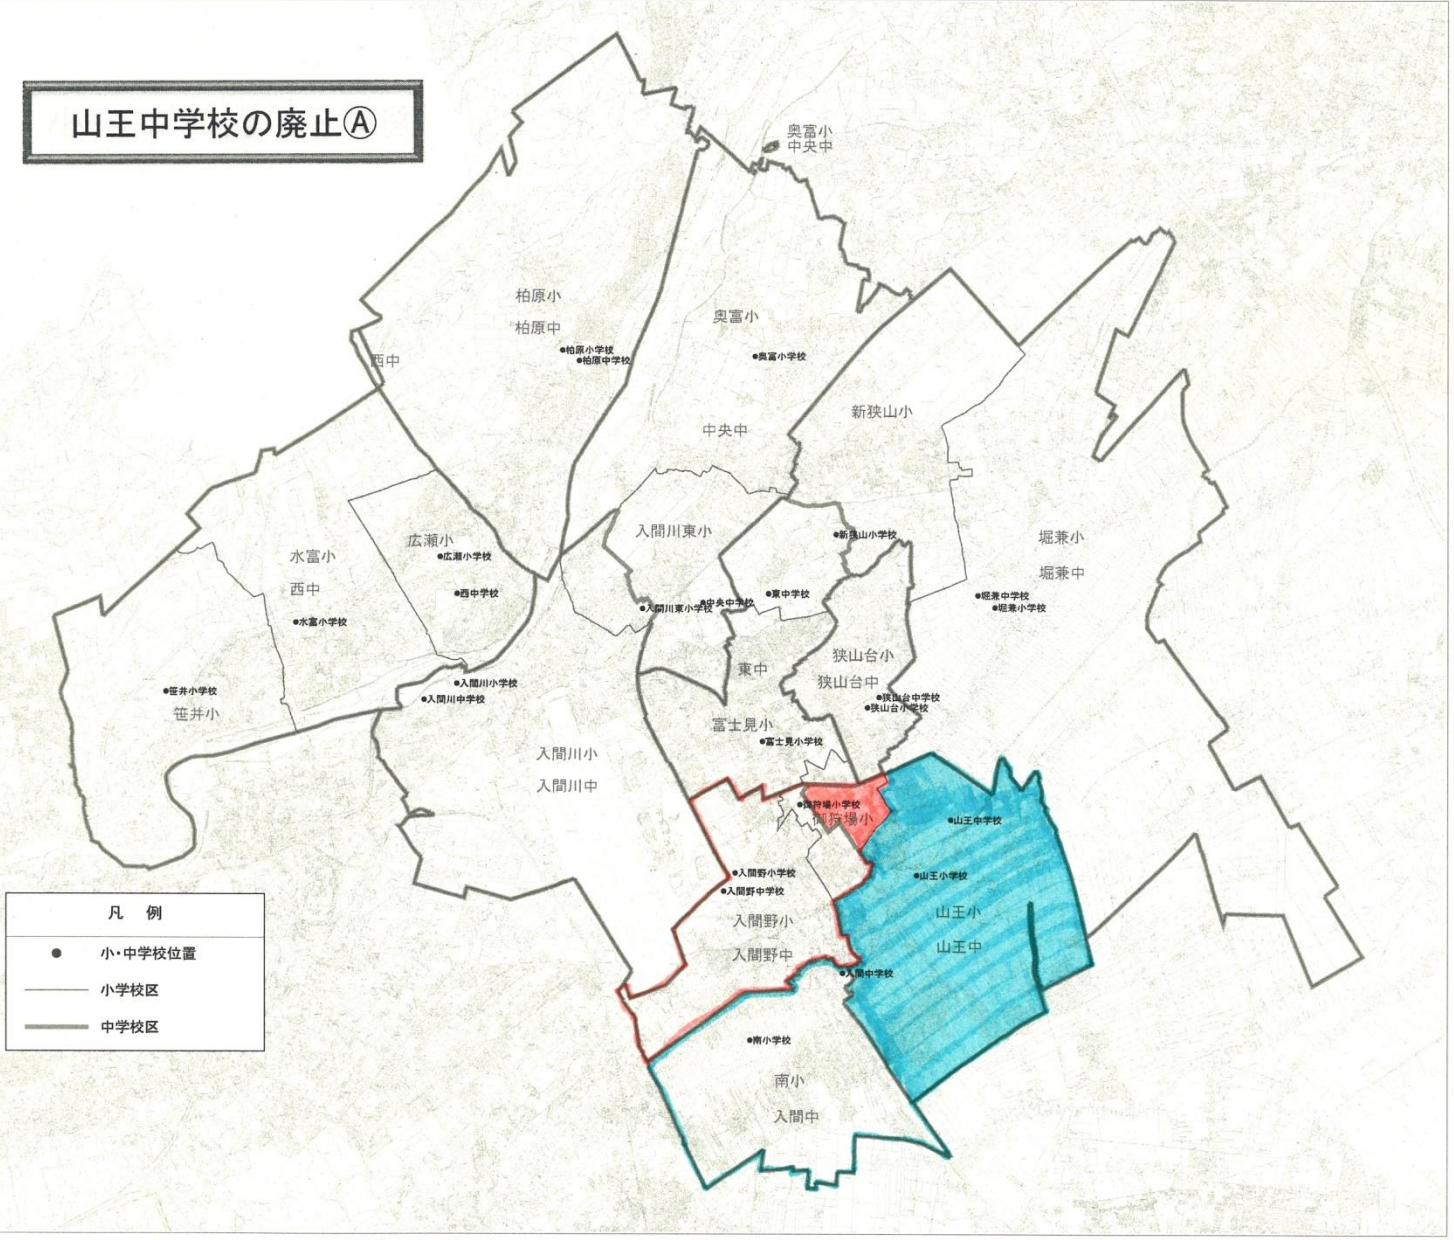 山王中学校の廃止Ⓐ
奥富小
中央中
柏原小
柏原中
●柏原小学校
●柏原中学校
西中
奥富小
●奥富小学校
中央中
新狭山小
●新狭山小学校
入間川東小
●入間川東小学校
●中央中学校
●東中学校
堀兼小
堀兼中
●堀兼中学校
●堀兼小学校
広瀬小
●広瀬小学校
●西中学校
水富小
西中
●水富小学校
●笹井小学校
笹井小
●入間川小学校
●入間川中学校
入間川小
入間川中
東中
富士見小
●富士見小学校
狭山台小
狭山台中
●狭山台中学校
●狭山台小学校
●御狩場小学校
御狩場小
●山王中学校
●山王小学校
山王小
山王中
●入間野小学校
●入間野中学校
入間野小
入間野中
●入間中学校
●南小学校
南小
入間中
凡 例
● 小・中学校位置
小学校区
中学校区